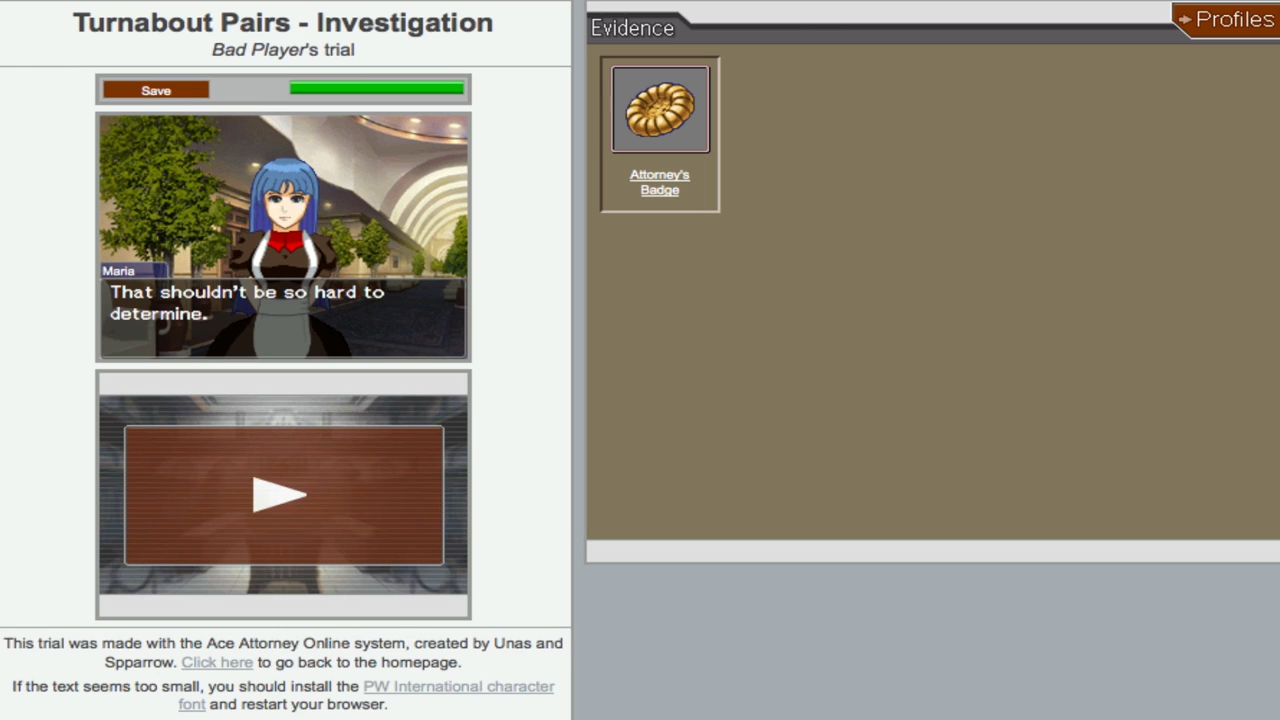 Turnabout Pairs - Investigation
Bad Player's trial
Save
Maria
That shouldn't be so hard to
determine.
This trial was made with the Ace Attorney Online system, created by Unas and
Spparrow. Click here to go back to the homepage.
If the text seems too small, you should install the PW International character
font and restart your browser.
Evidence
Profiles
Attorney's
Badge